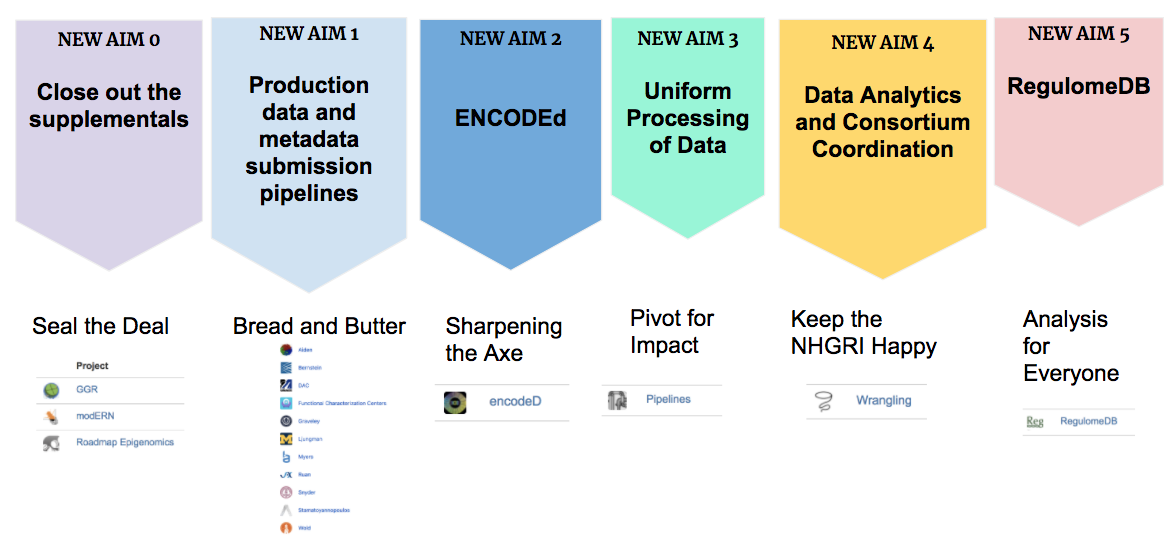 NEW AIM 0
Close out the
supplementals
NEW AIM 1
Production
data and
metadata
submission
pipelines
NEW AIM 2
ENCODEd
NEW AIM 3
Uniform
Processing
of Data
NEW AIM 4
Data Analytics
and Consortium
Coordination
NEW AIM 5
RegulomeDB
Seal the Deal
Project
GGR
modERN
Roadmap Epigenomics
Bread and Butter
Aiden
Bernstein
DAC
Functional Characterization Centers
Graveley
Ljungman
Myers
Ruan
Snyder
Stamatoyannopoulos
Wold
Sharpening
the Axe
encodeD
Pivot for
Impact
Pipelines
Keep the
NHGRI Happy
Wrangling
Analysis
for
Everyone
Reg
RegulomeDB